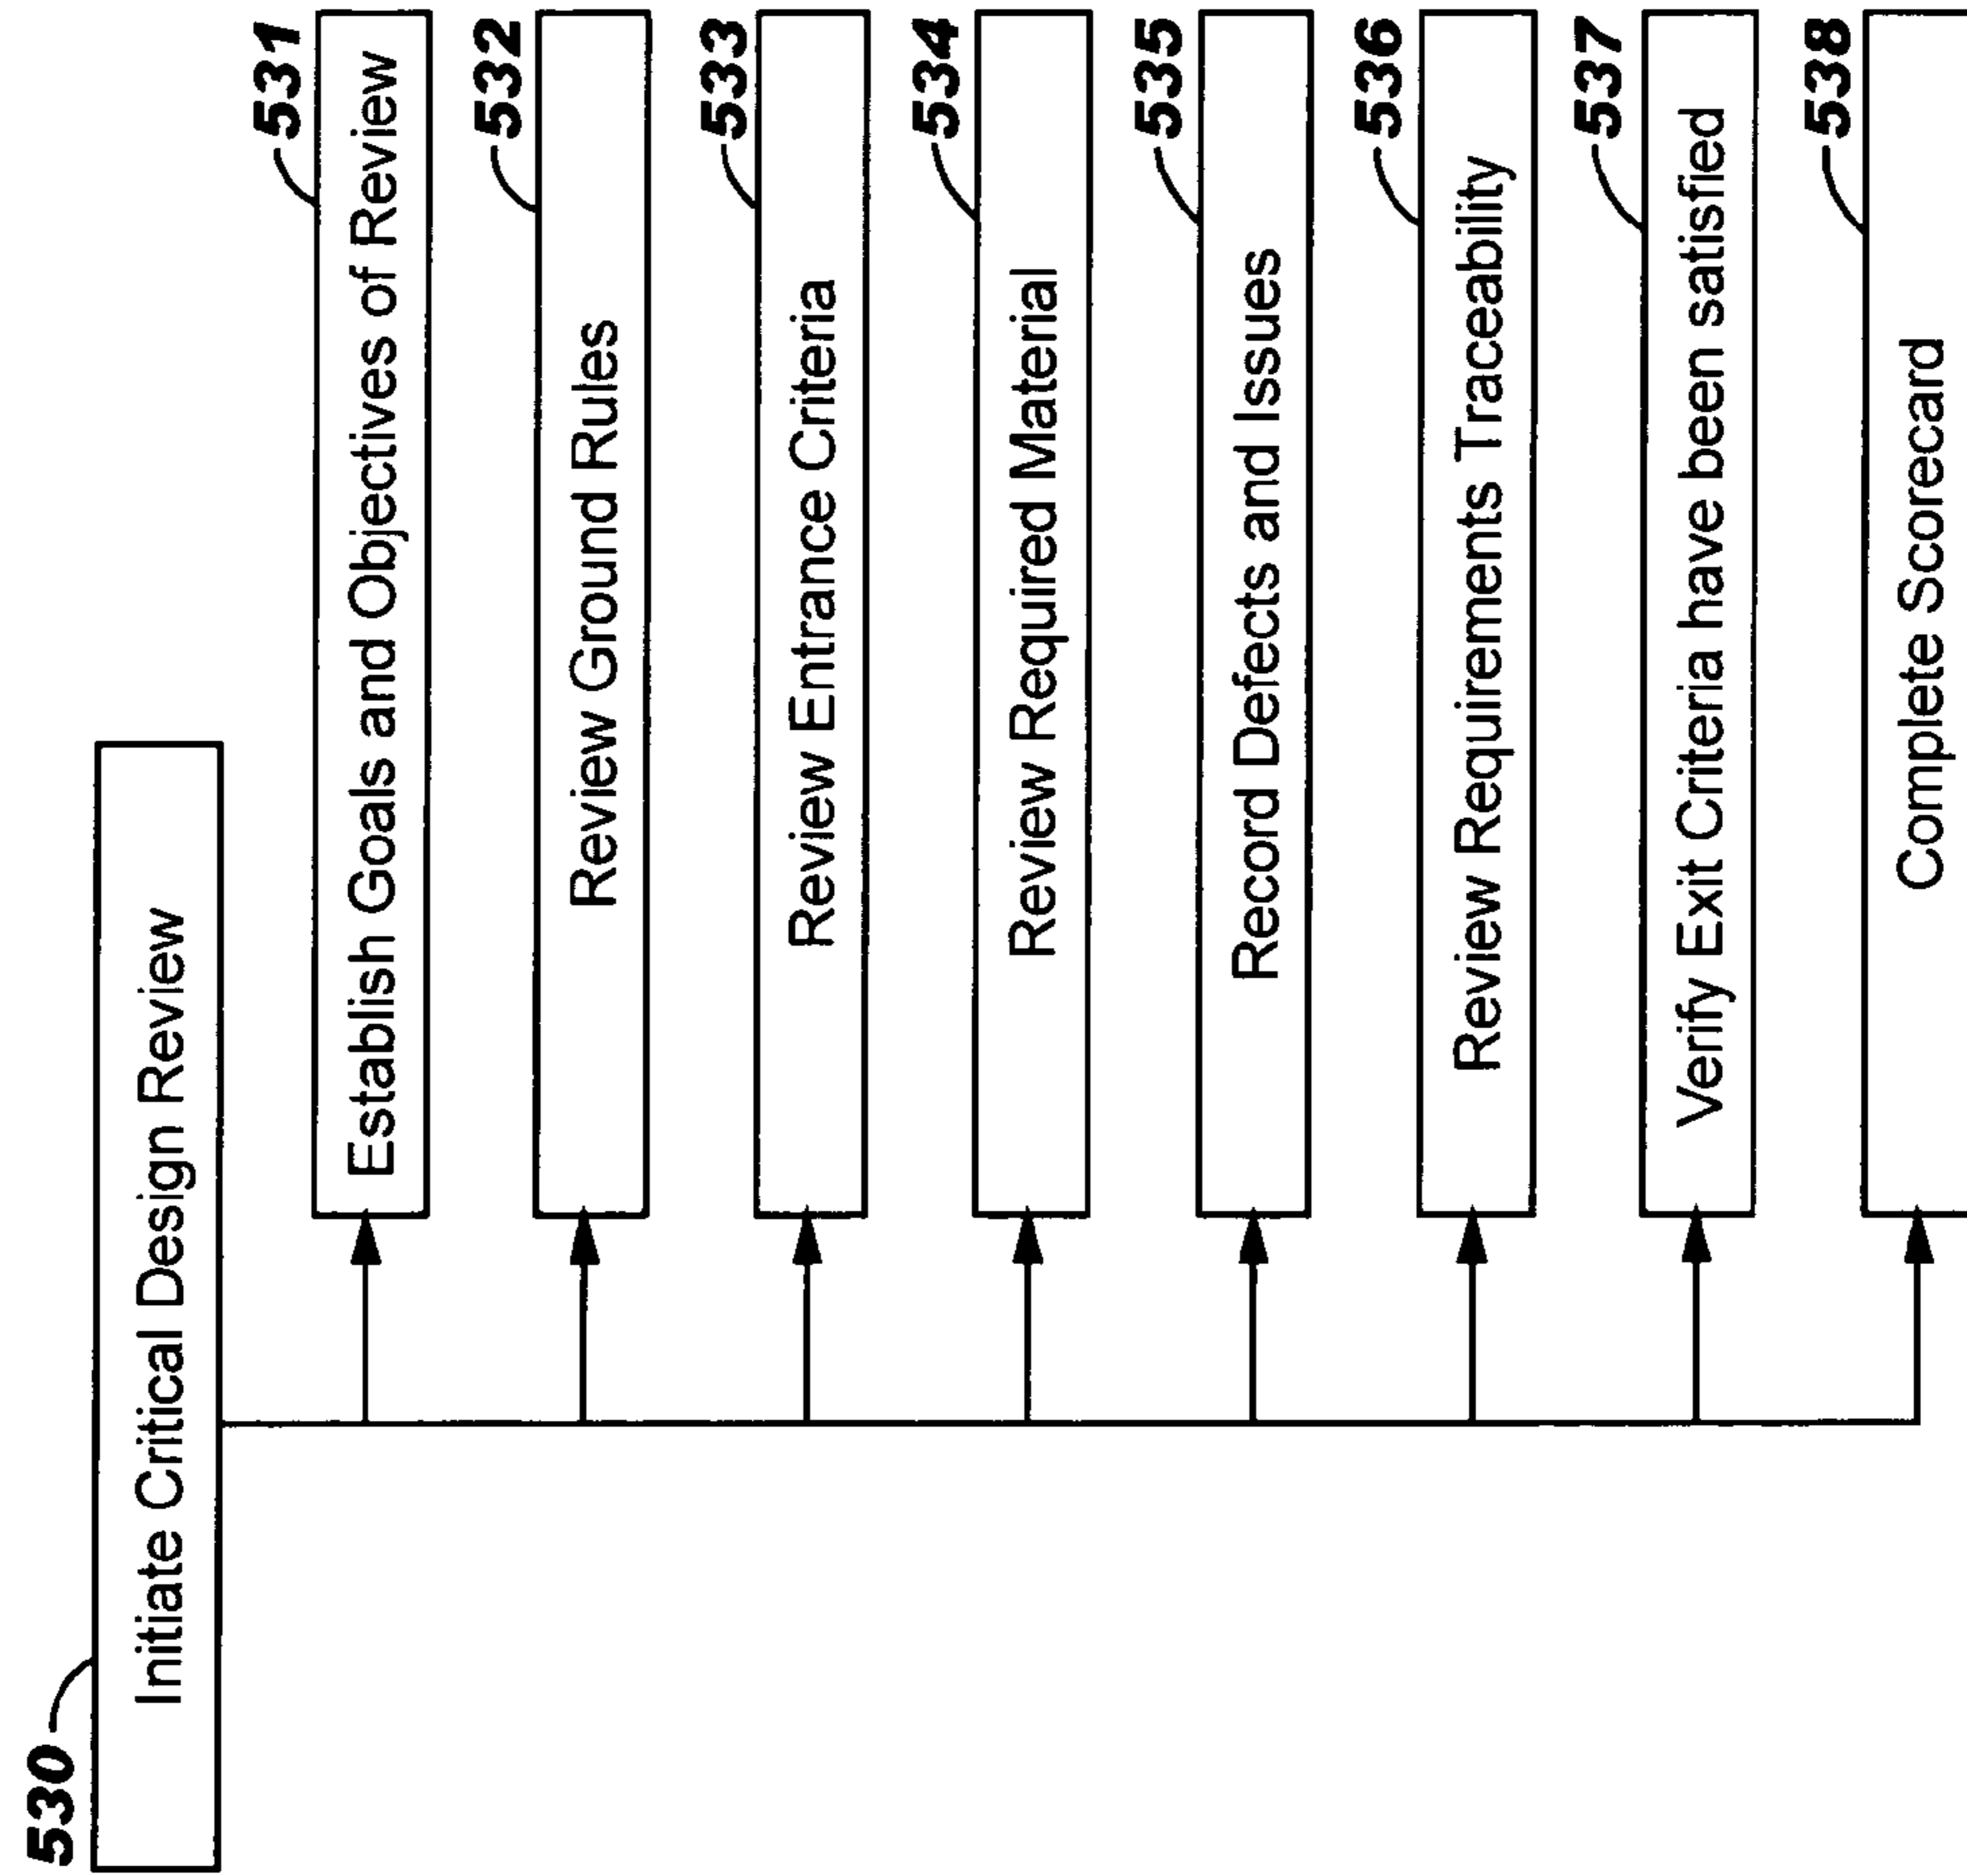 530
Initiate Critical Design Review
531
Establish Goals and Objectives of Review
532
Review Ground Rules
533
Review Entrance Criteria
534
Review Required Material
535
Record Defects and Issues
536
Review Requirements Traceability
537
Verify Exit Criteria have been satisfied
538
Complete Scorecard